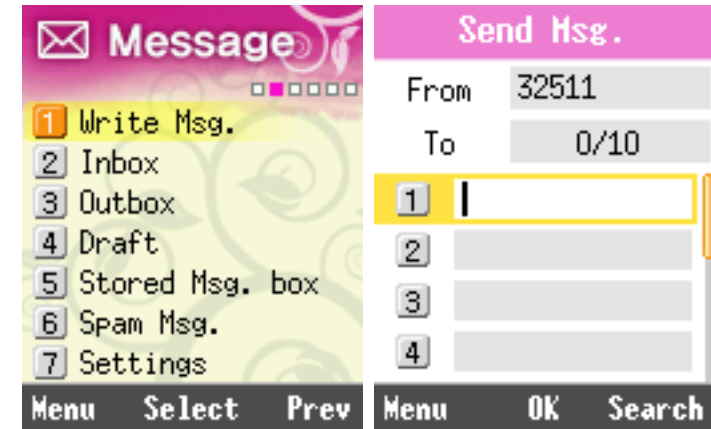 Message
1 Write Msg.
2 Inbox
3 Outbox
4 Draft
5 Stored Msg. box
6 Spam Msg.
7 Settings
Menu Select Prev
Send Msg.
From 32511
To 0/10
1
2
3
4
Menu OK Search